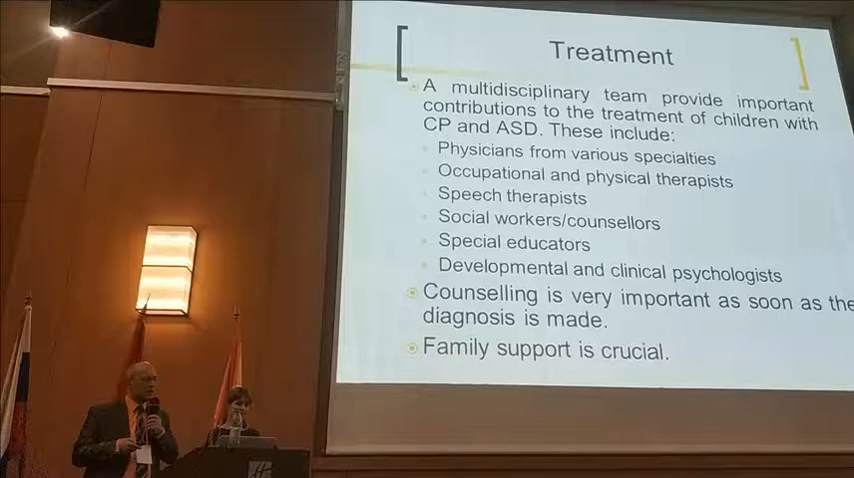 Treatment
A multidisciplinary team provide important
contributions to the treatment of children with
CP and ASD. These include:
Physicians from various specialties
Occupational and physical therapists
Speech therapists
Social workers/counsellors
Special educators
Developmental and clinical psychologists
Counselling is very important as soon as the
diagnosis is made.
Family support is crucial.